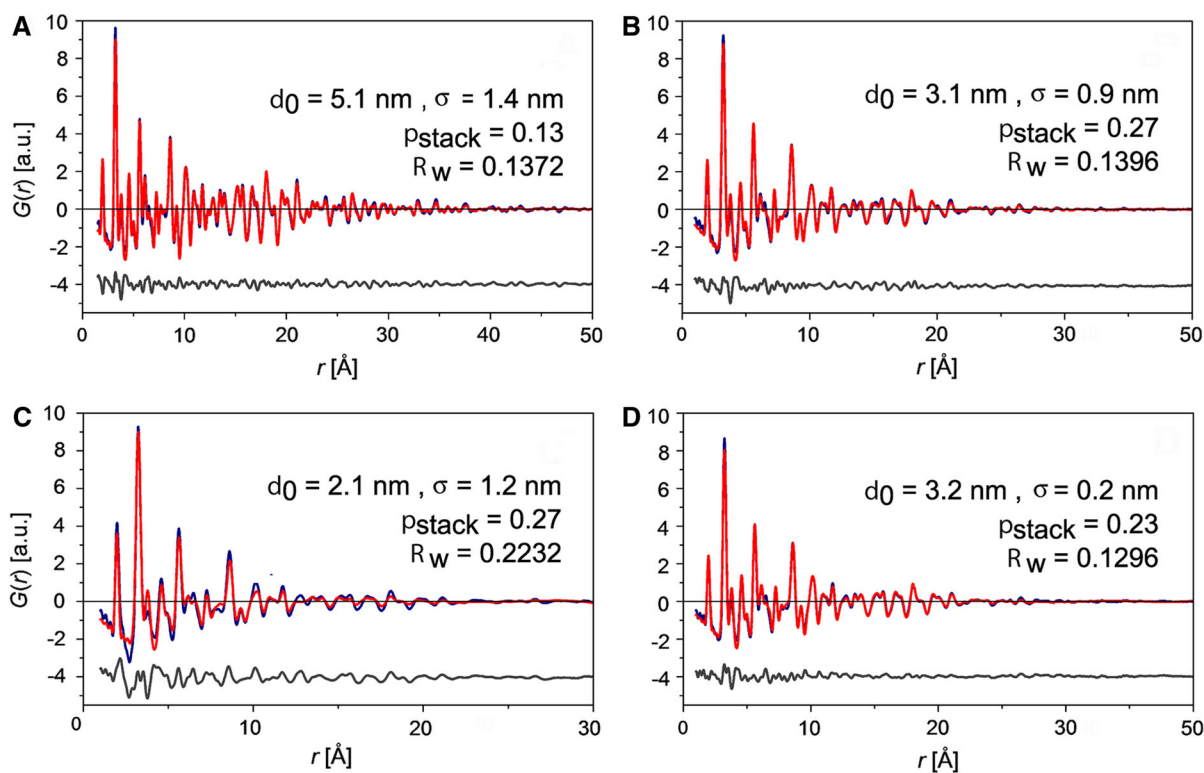 A
10
8
6
4
2
0
-2
-4
G(r) [a.u.]
d0 = 5.1 nm , σ = 1.4 nm
pstack = 0.13
Rw = 0.1372
0 10 20 30 40 50
r [Å]
B
10
8
6
4
2
0
-2
-4
d0 = 3.1 nm , σ = 0.9 nm
pstack = 0.27
Rw = 0.1396
0 10 20 30 40 50
r [Å]
C
10
8
6
4
2
0
-2
-4
G(r) [a.u.]
d0 = 2.1 nm , σ = 1.2 nm
pstack = 0.27
Rw = 0.2232
0 10 20 30
r [Å]
D
10
8
6
4
2
0
-2
-4
d0 = 3.2 nm , σ = 0.2 nm
pstack = 0.23
Rw = 0.1296
0 10 20 30 40 50
r [Å]